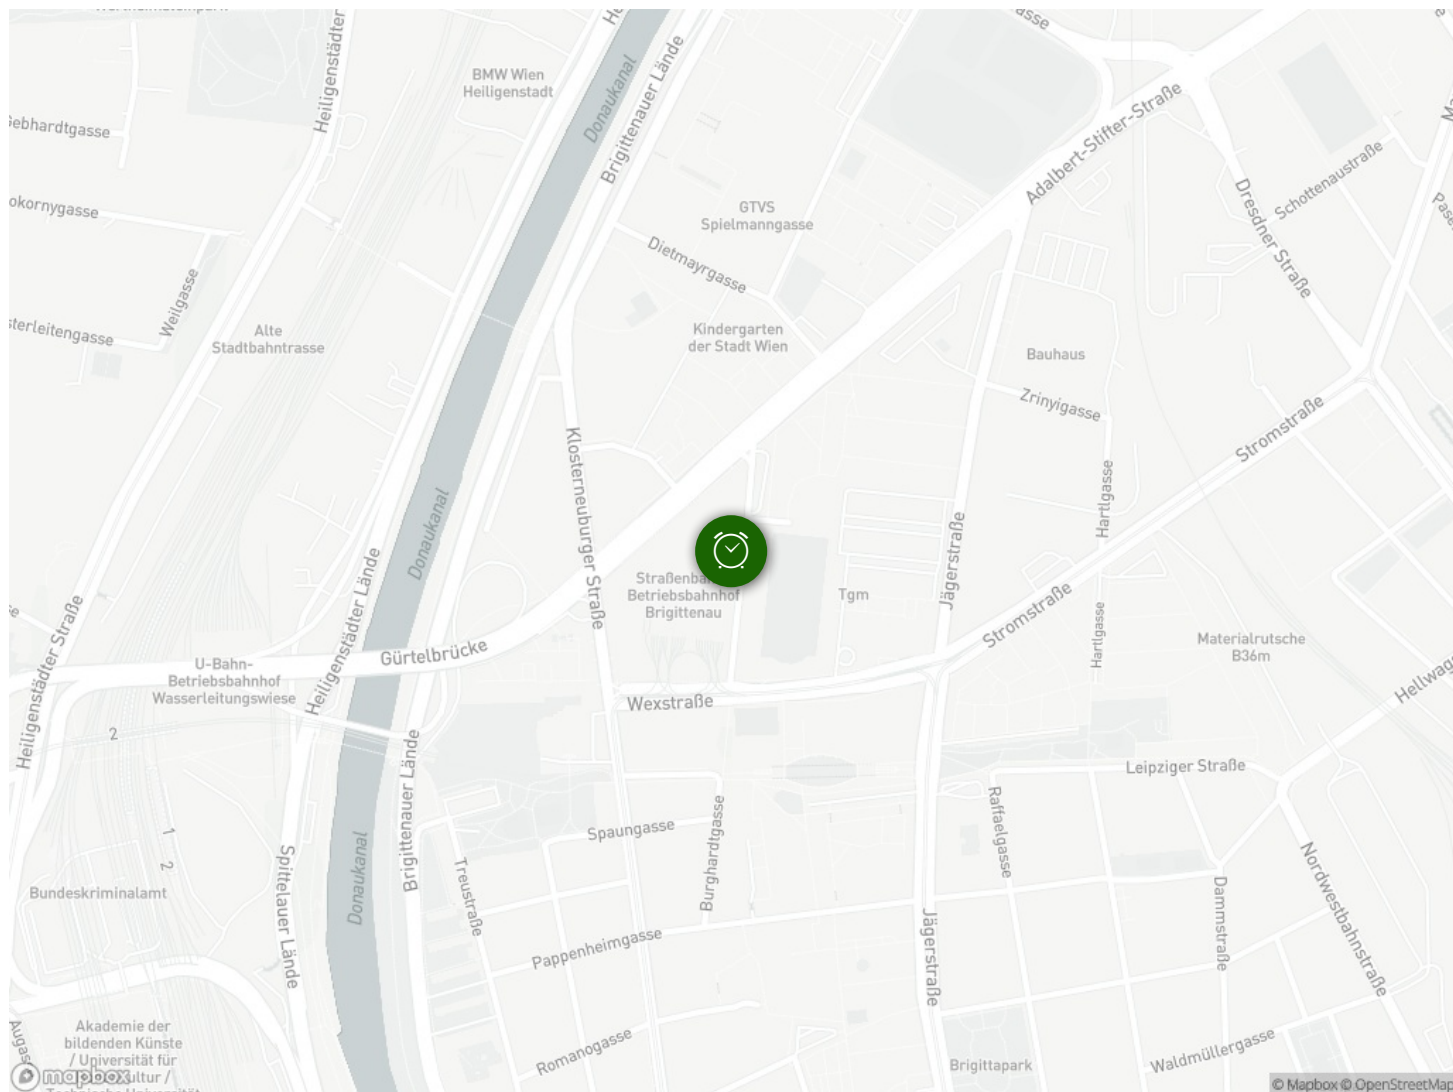 Heiligenstädter
BMW Wien
Heiligenstadt
Donaukanal
Brigittenauer Lände
Adalbert-Stifter-Straße
Schottenaustraße
Dresdner Straße
GTVS
Spielmanngasse
Dietmayrgasse
Weilgasse
Alte
Stadtbahntrasse
Kindergarten
der Stadt Wien
Bauhaus
Zrinyigasse
Stromstraße
Klosterneuburger Straße
Hartlgasse
Donaukanal
Jägerstraße
Heiligenstädter Lände
Heiligenstädter Straße
Betriebsbahnhof
Brigittenau
Tgm
Stromstraße
Hartlgasse
Materialrutsche
B36m
Gürtelbrücke
U-Bahn-
Betriebsbahnhof
Wasserleitungswiese
Wexstraße
2
Leipziger Straße
Brigittenauer Lände
Raffaelgasse
Spaungasse
Burghardtgasse
1
2
Spittelauer Lände
Donaukanal
Treustraße
Nordwestbahnstraße
Dammstraße
Bundeskriminalamt
Pappenheimgasse
Jägerstraße
Akademie der
bildenden Künste
/ Universität für
Romanogasse
Brigittapark
Waldmüllergasse
mapbox
© Mapbox © OpenStreetMap